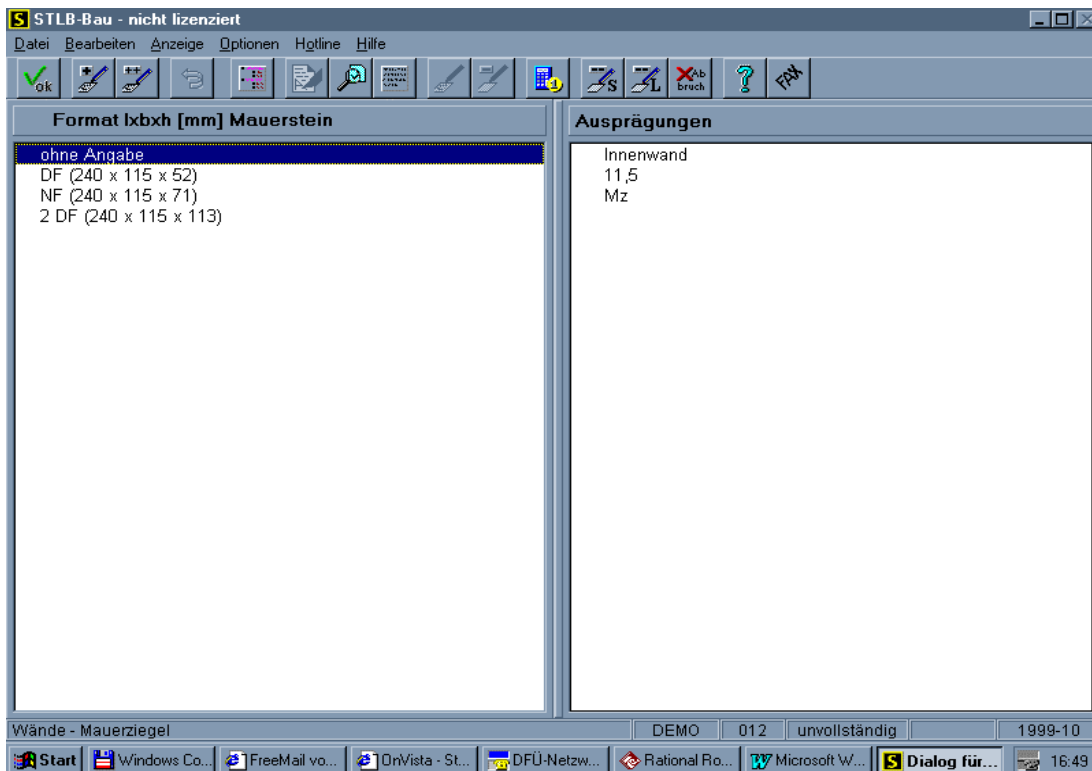 S STLB-Bau - nicht lizenziert
Datei Bearbeiten Anzeige Optionen Hotline Hilfe
ok + ++ 1 S L Ab bruch ? FAX
Format lxbxh [mm] Mauerstein
ohne Angabe
DF (240 x 115 x 52)
NF (240 x 115 x 71)
2 DF (240 x 115 x 113)
Ausprägungen
Innenwand
11,5
Mz
Wände - Mauerziegel DEMO 012 unvollständig 1999-10
Start Windows Co... FreeMail vo... OnVista - St... DFÜ-Netzw... Rational Ro... W Microsoft W... S Dialog für... 16:49